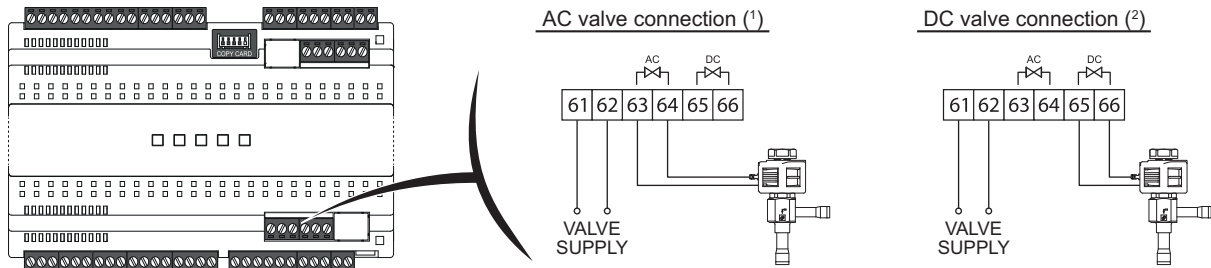 COPY CARD
AC valve connection (¹)
AC DC
61 62 63 64 65 66
VALVE
SUPPLY
DC valve connection (²)
AC DC
61 62 63 64 65 66
VALVE
SUPPLY